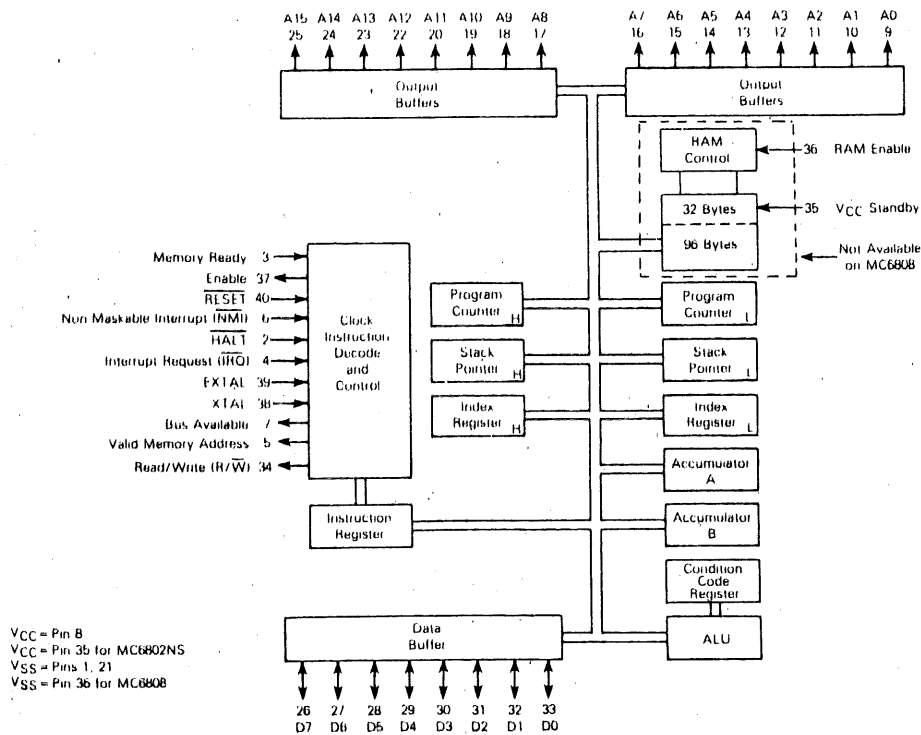 A15 A14 A13 A12 A11 A10 A9 A8
25 24 23 22 20 19 18 17
A7 A6 A5 A4 A3 A2 A1 A0
16 15 14 13 12 11 10 9
Output
Buffers
Output
Buffers
RAM
Control
36 RAM Enable
32 Bytes
35 VCC Standby
96 Bytes
Not Available
on MC6808
Memory Ready 3
Enable 37
RESET 40
Non Maskable Interrupt (NMI) 6
HALT 2
Interrupt Request (IRQ) 4
EXTAL 39
XTAL 38
Bus Available 7
Valid Memory Address 5
Read/Write (R/W) 34
Clock
Instruction
Decode
and
Control
Program
Counter H
Program
Counter L
Stack
Pointer H
Stack
Pointer L
Index
Register H
Index
Register L
Accumulator
A
Instruction
Register
Accumulator
B
Condition
Code
Register
ALU
Data
Buffer
VCC = Pin 8
VCC = Pin 35 for MC6802NS
VSS = Pins 1, 21
VSS = Pin 36 for MC6808
26 27 28 29 30 31 32 33
D7 D6 D5 D4 D3 D2 D1 D0